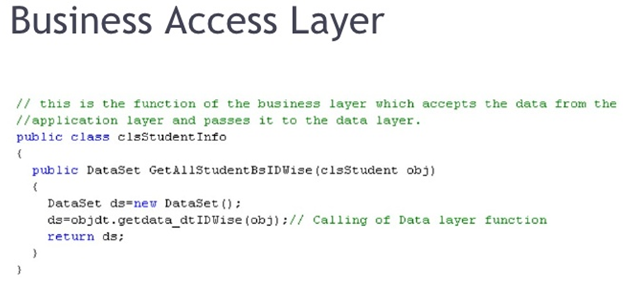 Business Access Layer
// this is the function of the business layer which accepts the data from the
//application layer and passes it to the data layer.
public class clsStudentInfo
{
public DataSet GetAllStudentBsIDWise(clsStudent obj)
{
DataSet ds=new DataSet();
ds=objdt.getdata_dtIDWise(obj);// Calling of Data layer function
return ds;
}
}